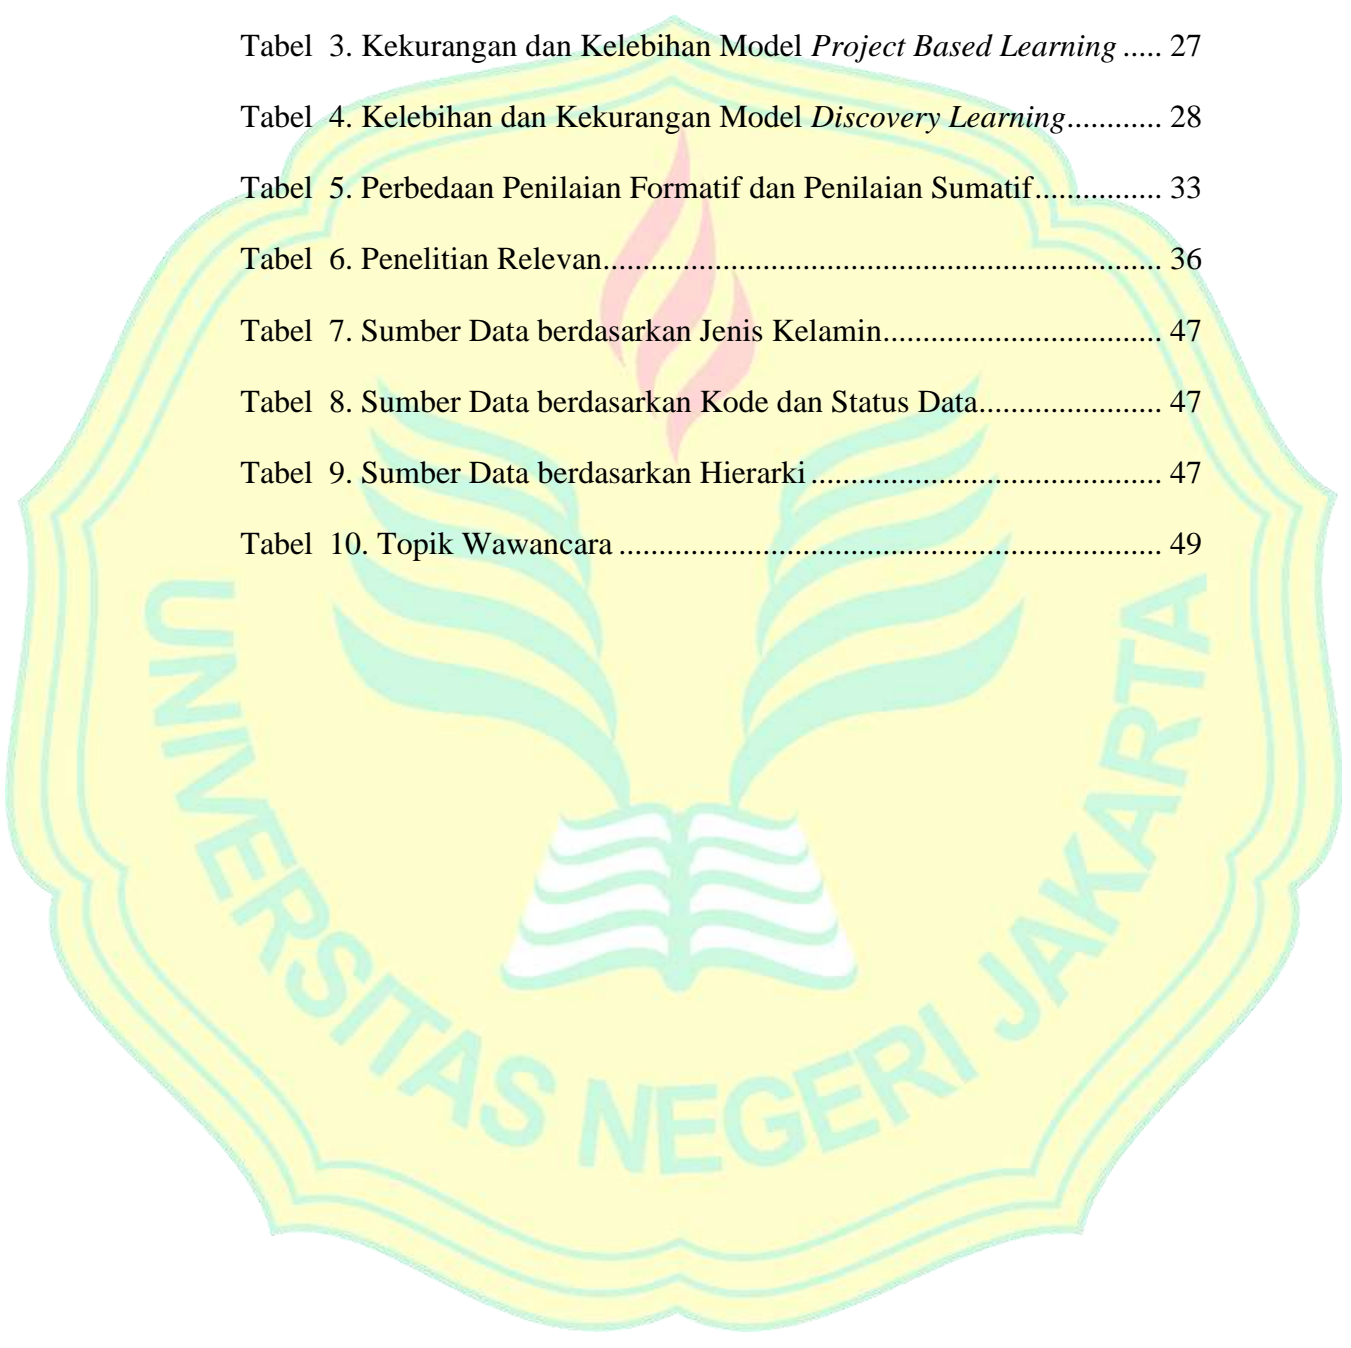 Tabel  3. Kekurangan dan Kelebihan Model Project Based Learning ..... 27
Tabel  4. Kelebihan dan Kekurangan Model Discovery Learning............ 28
Tabel  5. Perbedaan Penilaian Formatif dan Penilaian Sumatif................ 33
Tabel  6. Penelitian Relevan...................................................................... 36
Tabel  7. Sumber Data berdasarkan Jenis Kelamin................................... 47
Tabel  8. Sumber Data berdasarkan Kode dan Status Data....................... 47
Tabel  9. Sumber Data berdasarkan Hierarki ............................................ 47
Tabel  10. Topik Wawancara .................................................................... 49
UNIVERSITAS NEGERI JAKARTA